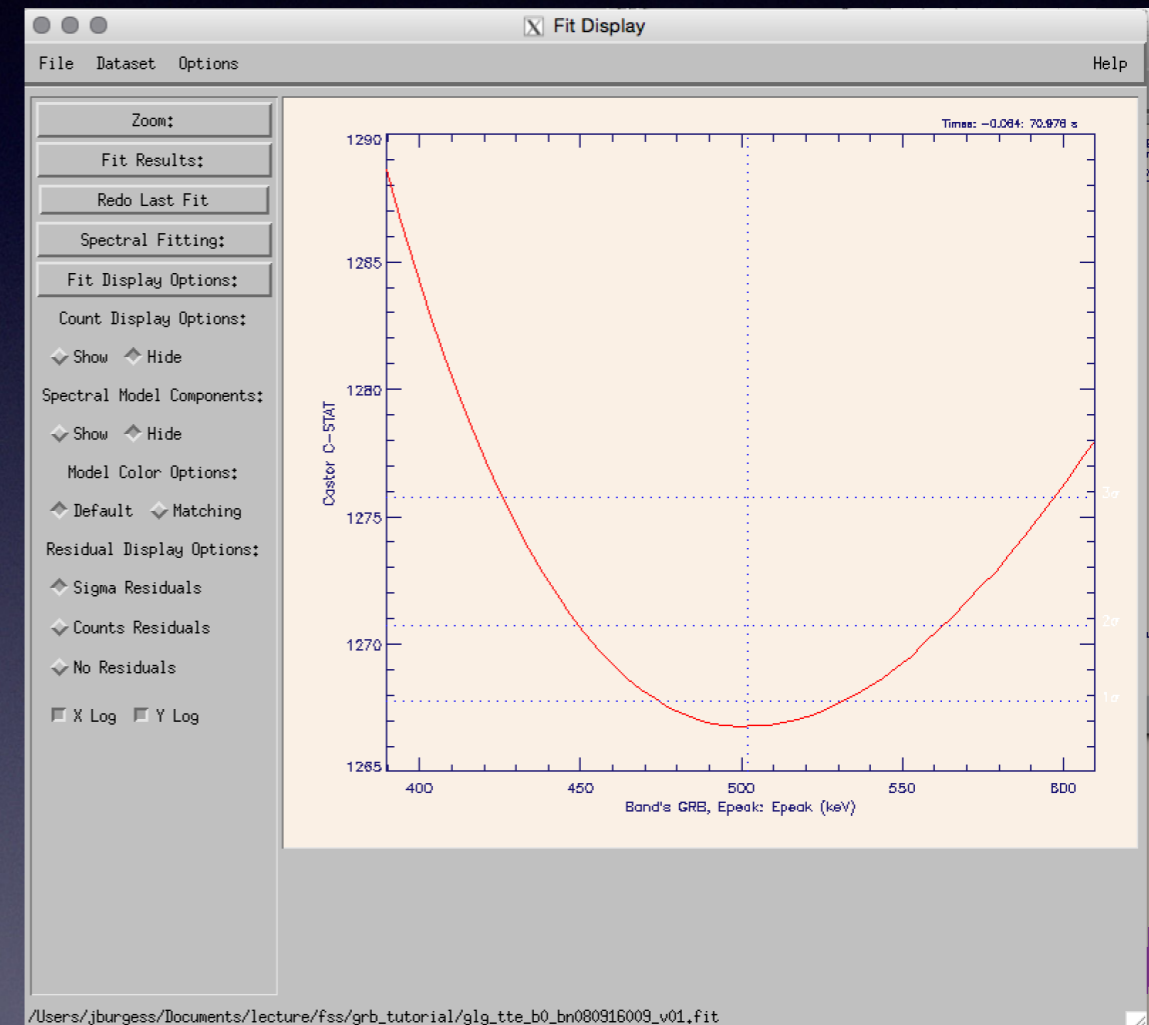 Fit Display
File Dataset Options Help
Zoom:
Fit Results:
Redo Last Fit
Spectral Fitting:
Fit Display Options:
Count Display Options:
Show Hide
Spectral Model Components:
Show Hide
Model Color Options:
Default Matching
Residual Display Options:
Sigma Residuals
Counts Residuals
No Residuals
X Log Y Log
Times: -0.064: 70.976 s
1290
1285
1280
1275
1270
1265
Castor C-STAT
3σ
2σ
1σ
400 450 500 550 600
Band's GRB, Epeak: Epeak (keV)
/Users/jburgess/Documents/lecture/fss/grb_tutorial/glg_tte_b0_bn080916009_v01.fit